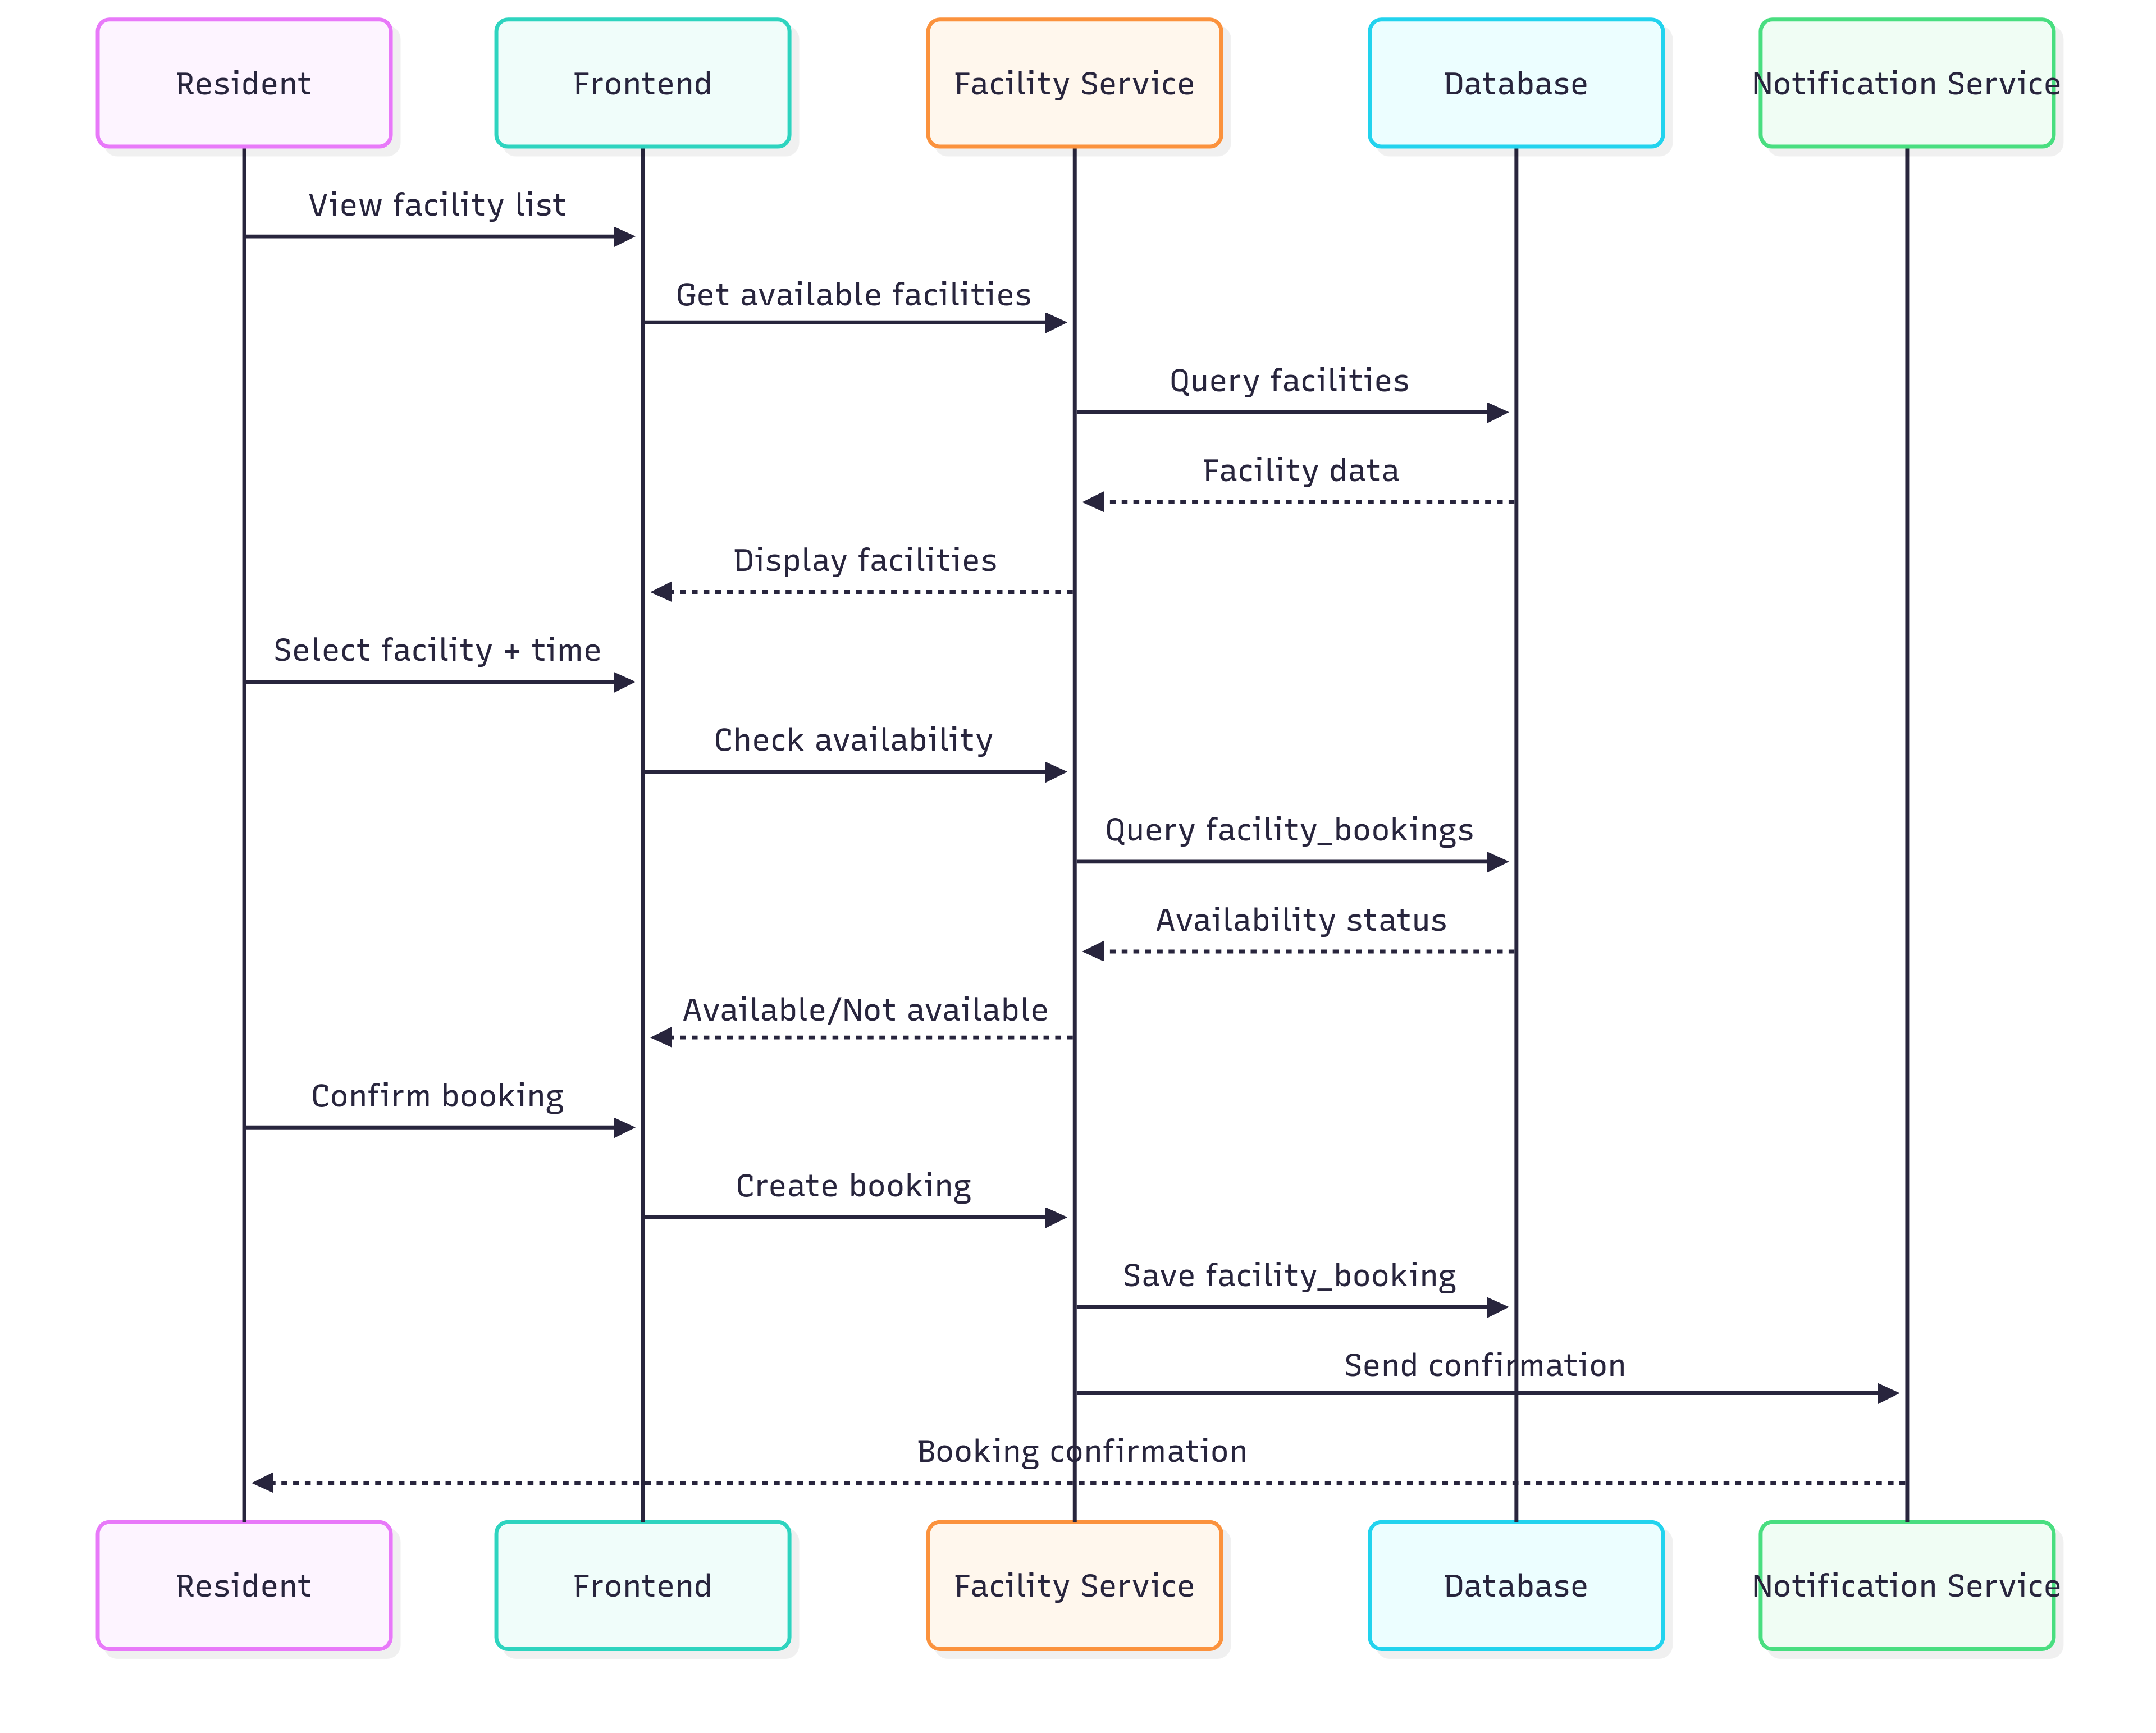 Resident
Frontend
Facility Service
Database
Notification Service
View facility list
Get available facilities
Query facilities
Facility data
Display facilities
Select facility + time
Check availability
Query facility_bookings
Availability status
Available/Not available
Confirm booking
Create booking
Save facility_booking
Send confirmation
Booking confirmation
Resident
Frontend
Facility Service
Database
Notification Service